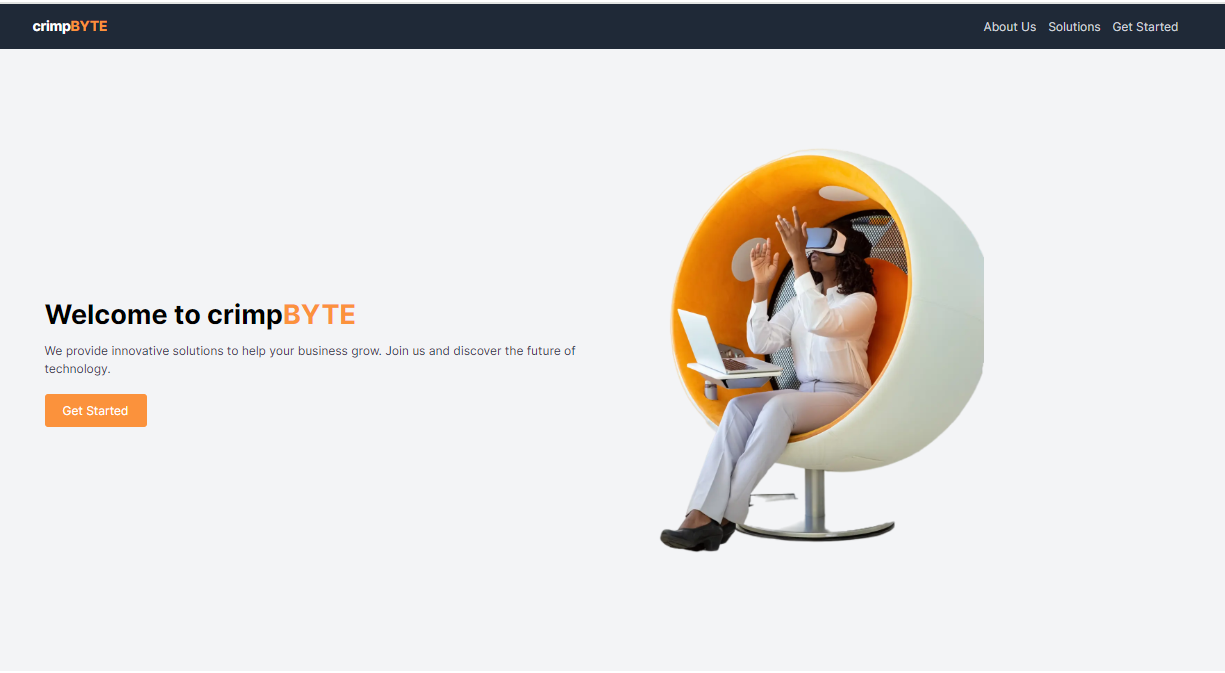 crimpBYTE
About Us Solutions Get Started
Welcome to crimpBYTE
We provide innovative solutions to help your business grow. Join us and discover the future of
technology.
Get Started